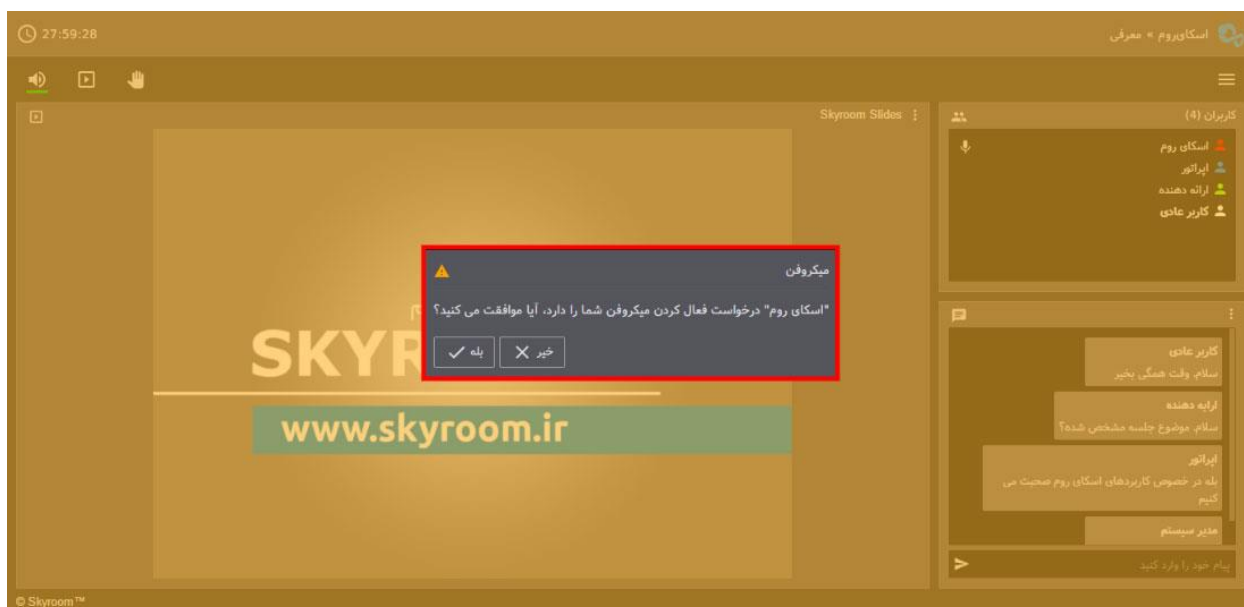 27:59:28
اسکای‌روم » معرفی
Skyroom Slides
کاربران (4)
اسکای روم
اپراتور
ارائه دهنده
کاربر عادی
میکروفن
"اسکای روم" درخواست فعال کردن میکروفن شما را دارد، آیا موافقت می کنید؟
خیر
بله
SKYR
www.skyroom.ir
کاربر عادی
سلام، وقت همگی بخیر
ارایه دهنده
سلام، موضوع جلسه مشخص شده؟
اپراتور
بله در خصوص کاربردهای اسکای روم صحبت می
کنیم
مدیر سیستم
پیام خود را وارد کنید
© Skyroom™